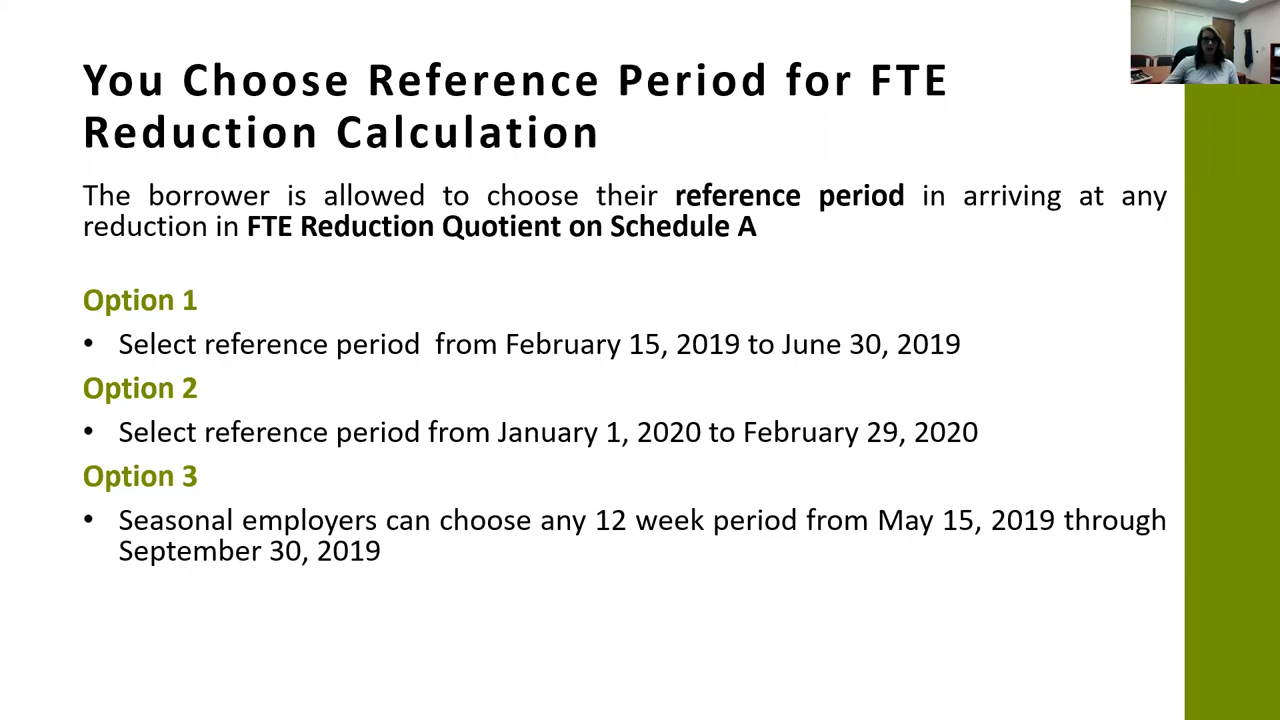 You Choose Reference Period for FTE
Reduction Calculation
The borrower is allowed to choose their reference period in arriving at any
reduction in FTE Reduction Quotient on Schedule A
Option 1
• Select reference period from February 15, 2019 to June 30, 2019
Option 2
• Select reference period from January 1, 2020 to February 29, 2020
Option 3
• Seasonal employers can choose any 12 week period from May 15, 2019 through
September 30, 2019